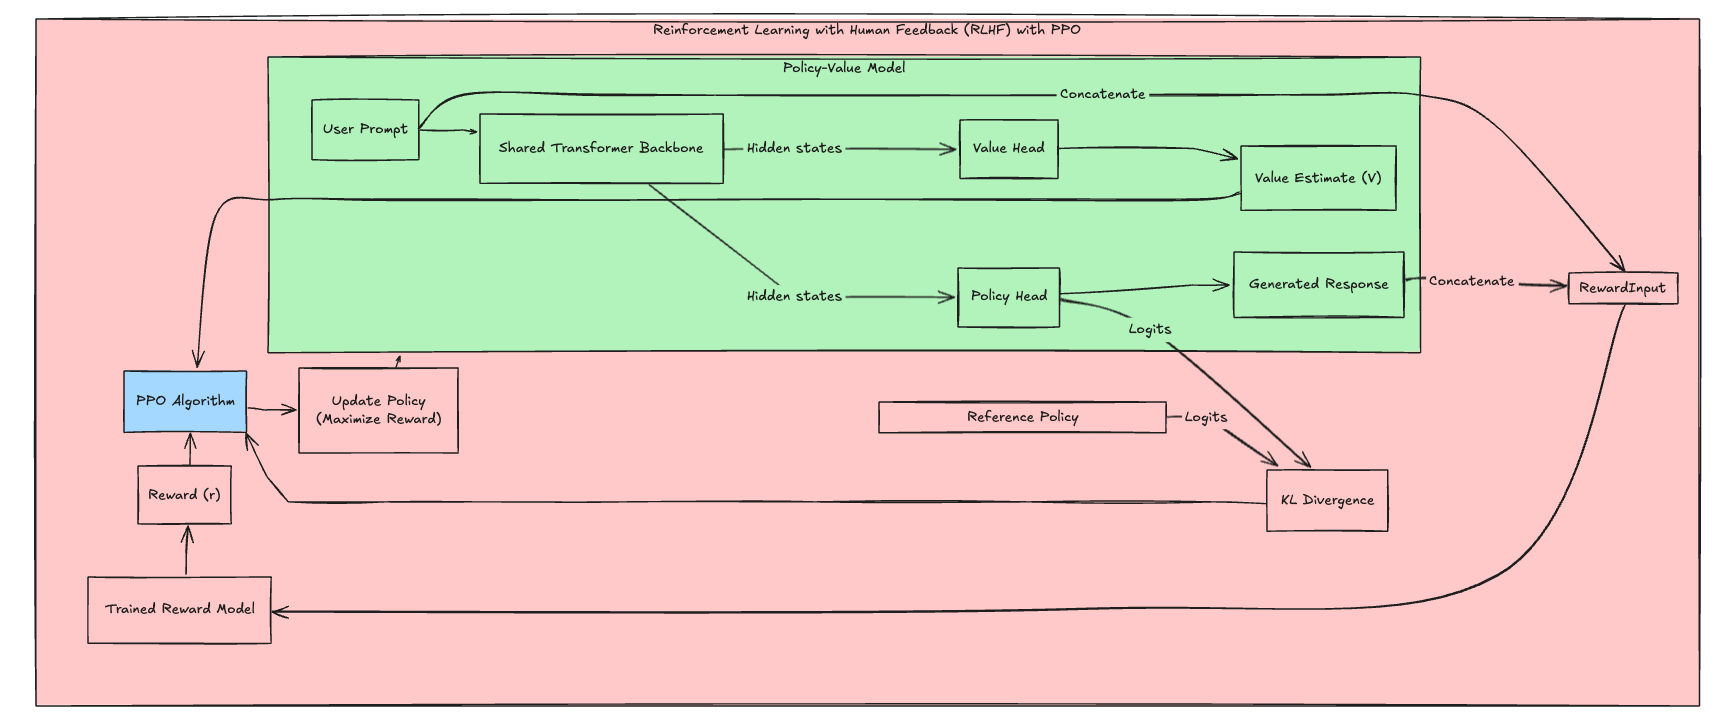 Reinforcement Learning with Human Feedback (RLHF) with PPO
Policy-Value Model
Concatenate
User Prompt
Shared Transformer Backbone
Hidden states
Value Head
Value Estimate (V)
Hidden states
Policy Head
Generated Response
Concatenate
RewardInput
Logits
PPO Algorithm
Update Policy
(Maximize Reward)
Reference Policy
Logits
Reward (r)
KL Divergence
Trained Reward Model